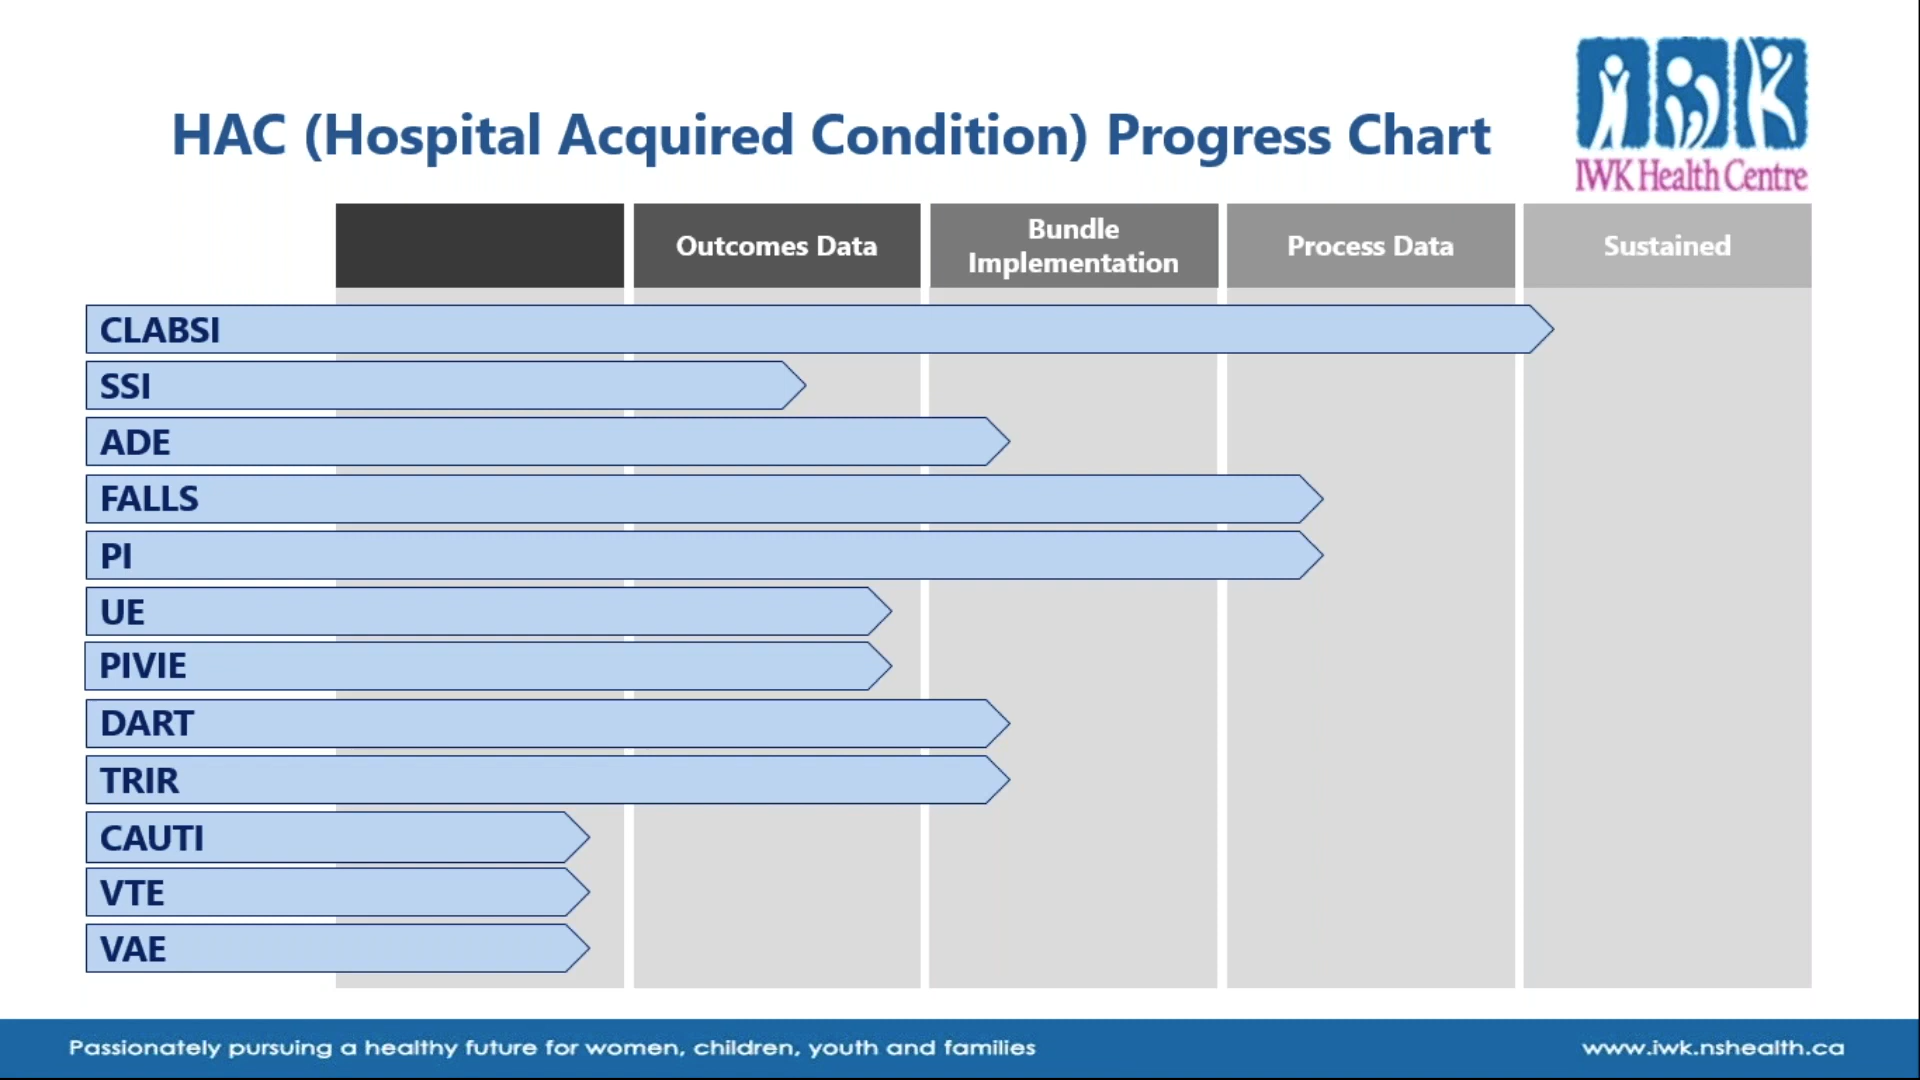 HAC (Hospital Acquired Condition) Progress Chart
IWK Health Centre
Outcomes Data
Bundle
Implementation
Process Data
Sustained
CLABSI
SSI
ADE
FALLS
PI
UE
PIVIE
DART
TRIR
CAUTI
VTE
VAE
Passionately pursuing a healthy future for women, children, youth and families
www.iwk.nshealth.ca